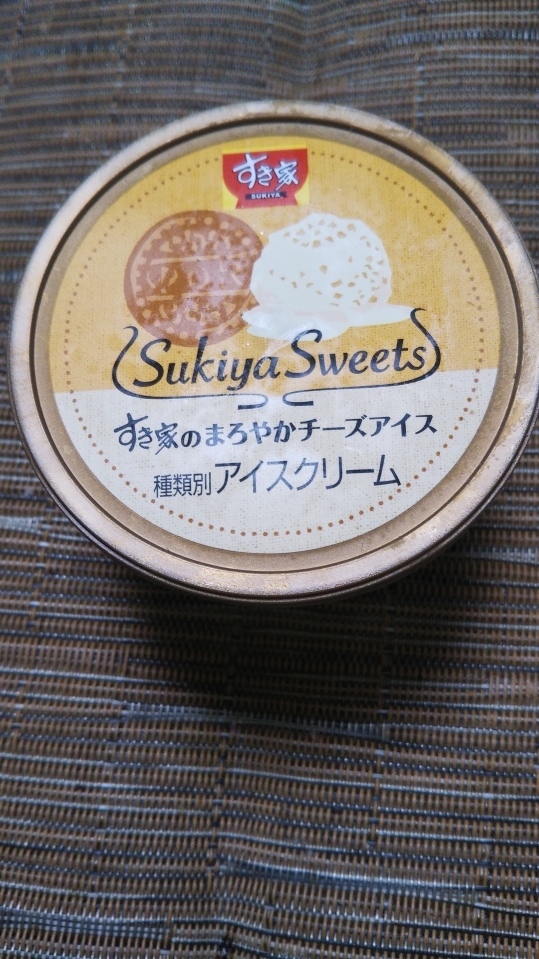 すき家
SUKIYA
Sukiya Sweets
すき家のまろやかチーズアイス
種類別アイスクリーム